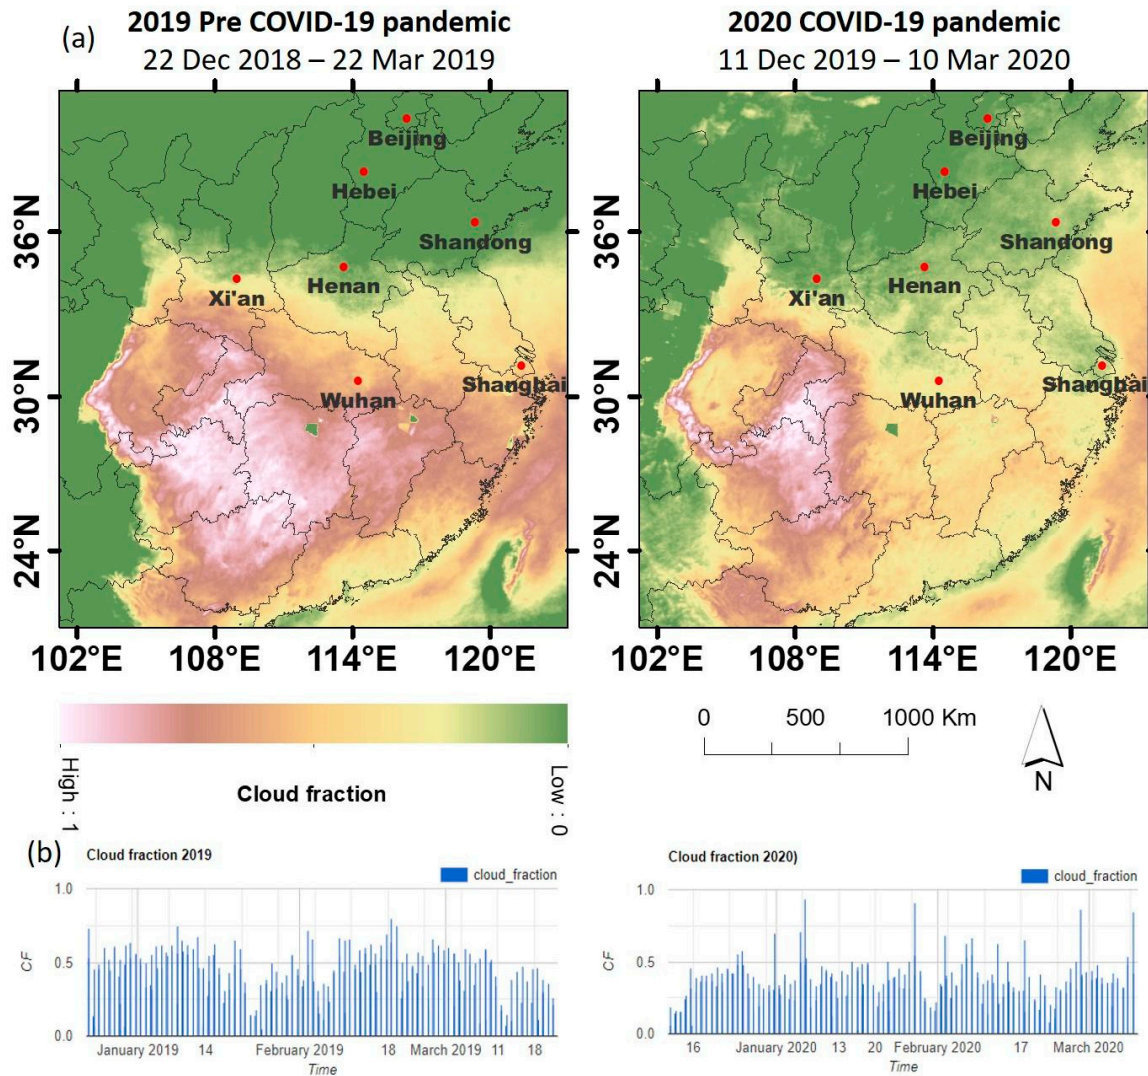 (a)
2019 Pre COVID-19 pandemic
22 Dec 2018 – 22 Mar 2019
2020 COVID-19 pandemic
11 Dec 2019 – 10 Mar 2020
Beijing
Hebei
Shandong
Henan
Xi'an
Wuhan
Shanghai
36°N
30°N
24°N
102°E 108°E 114°E 120°E
Beijing
Hebei
Shandong
Henan
Xi'an
Wuhan
Shanghai
36°N
30°N
24°N
102°E 108°E 114°E 120°E
High : 1
Cloud fraction
Low : 0
0 500 1000 Km
N
(b)
Cloud fraction 2019
cloud_fraction
1.0
0.5
0.0
CF
January 2019 14 February 2019 18 March 2019 11 18
Time
Cloud fraction 2020)
cloud_fraction
1.0
0.5
0.0
CF
16 January 2020 13 20 February 2020 17 March 2020
Time